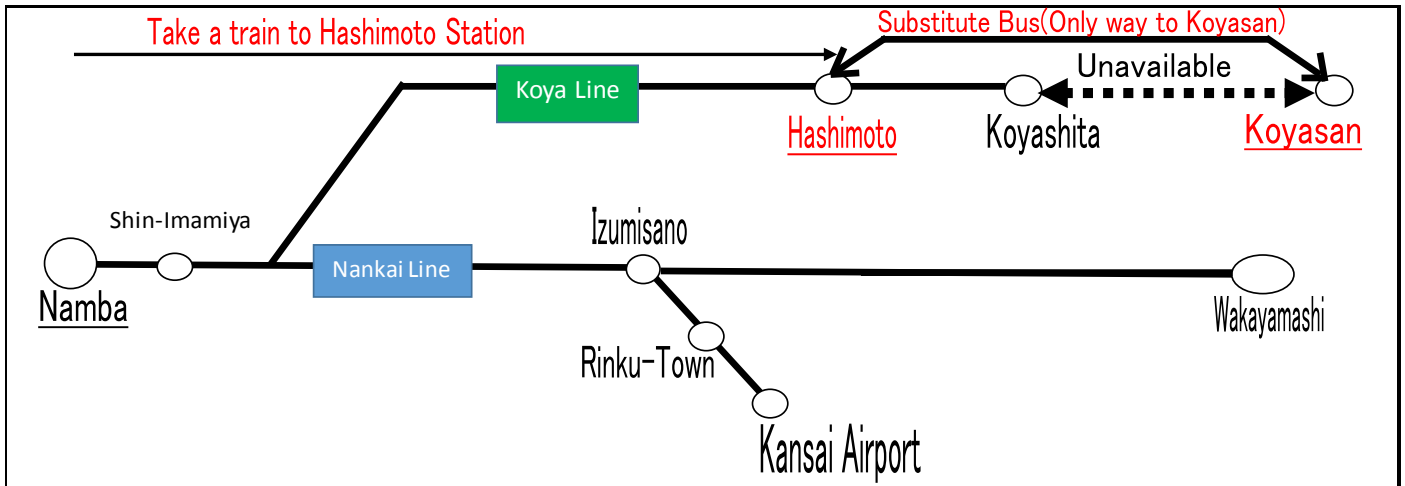 Take a train to Hashimoto Station
Substitute Bus(Only way to Koyasan)
Unavailable
Koya Line
Hashimoto
Koyashita
Koyasan
Shin-Imamiya
Izumisano
Nankai Line
Namba
Wakayamashi
Rinku-Town
Kansai Airport